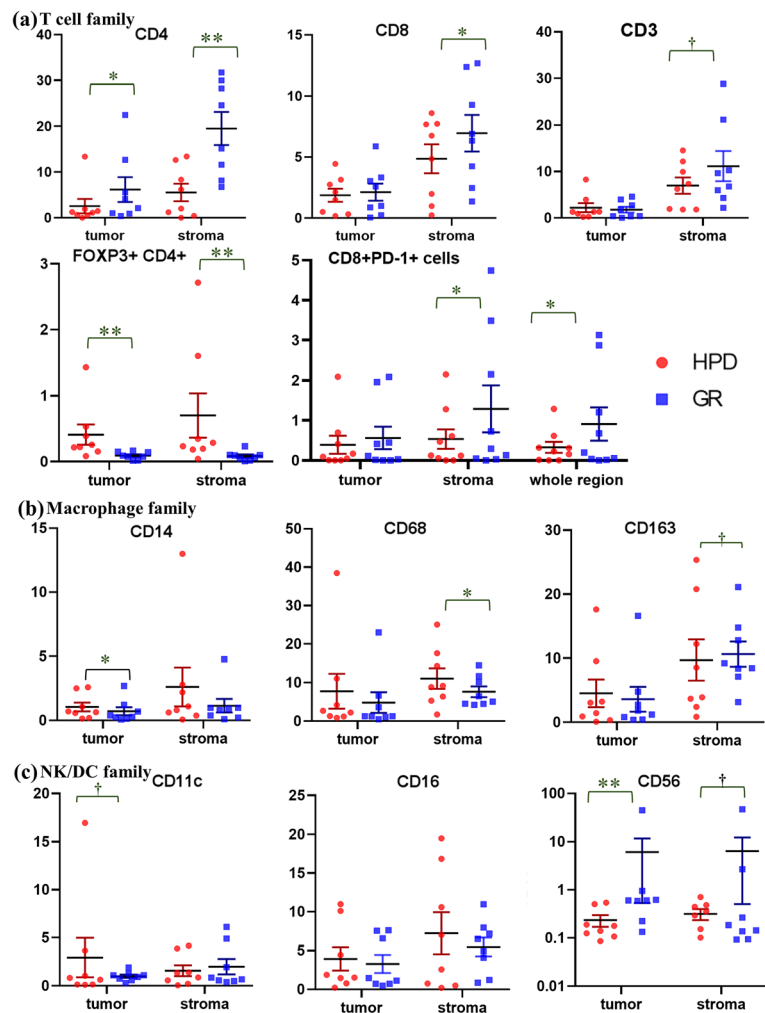 (a) T cell family
CD4
CD8
CD3
40
30
20
10
0
*
**
tumor
stroma
15
10
5
0
*
tumor
stroma
40
30
20
10
0
†
tumor
stroma
FOXP3+ CD4+
CD8+PD-1+ cells
3
2
1
0
**
**
tumor
stroma
5
4
3
2
1
0
*
*
tumor
stroma
whole region
HPD
GR
(b) Macrophage family
CD14
CD68
CD163
15
10
5
0
*
tumor
stroma
50
40
30
20
10
0
*
tumor
stroma
30
20
10
0
†
tumor
stroma
(c) NK/DC family
CD11c
CD16
CD56
20
15
10
5
0
†
tumor
stroma
25
20
15
10
5
0
tumor
stroma
100
10
1
0.1
0.01
**
†
tumor
stroma